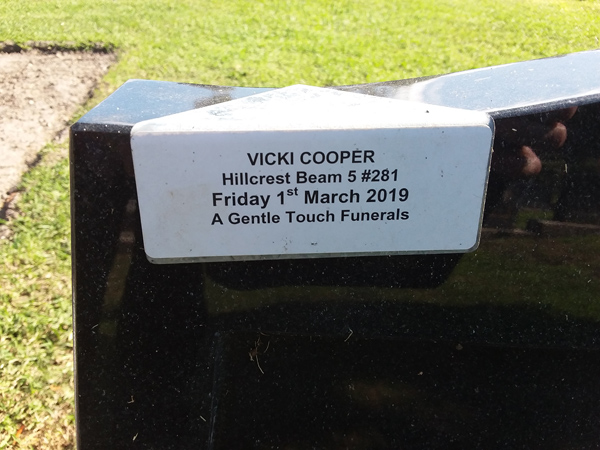 VICKI COOPER
Hillcrest Beam 5 #281
Friday 1st March 2019
A Gentle Touch Funerals